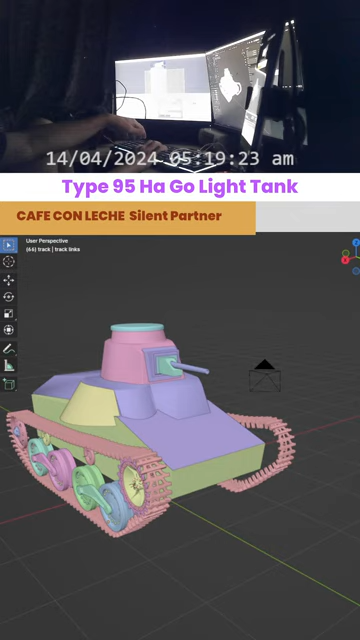 14/04/2024 05:19:23 am
Type 95 Ha Go Light Tank
CAFE CON LECHE Silent Partner
User Perspective
(66) track | track links